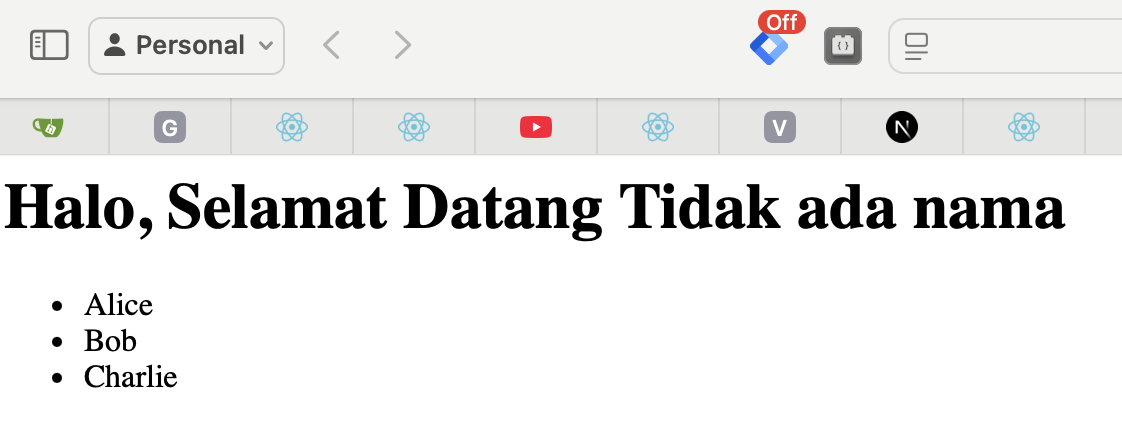 Off
Personal
G
V
N
Halo, Selamat Datang Tidak ada nama
Alice
Bob
Charlie